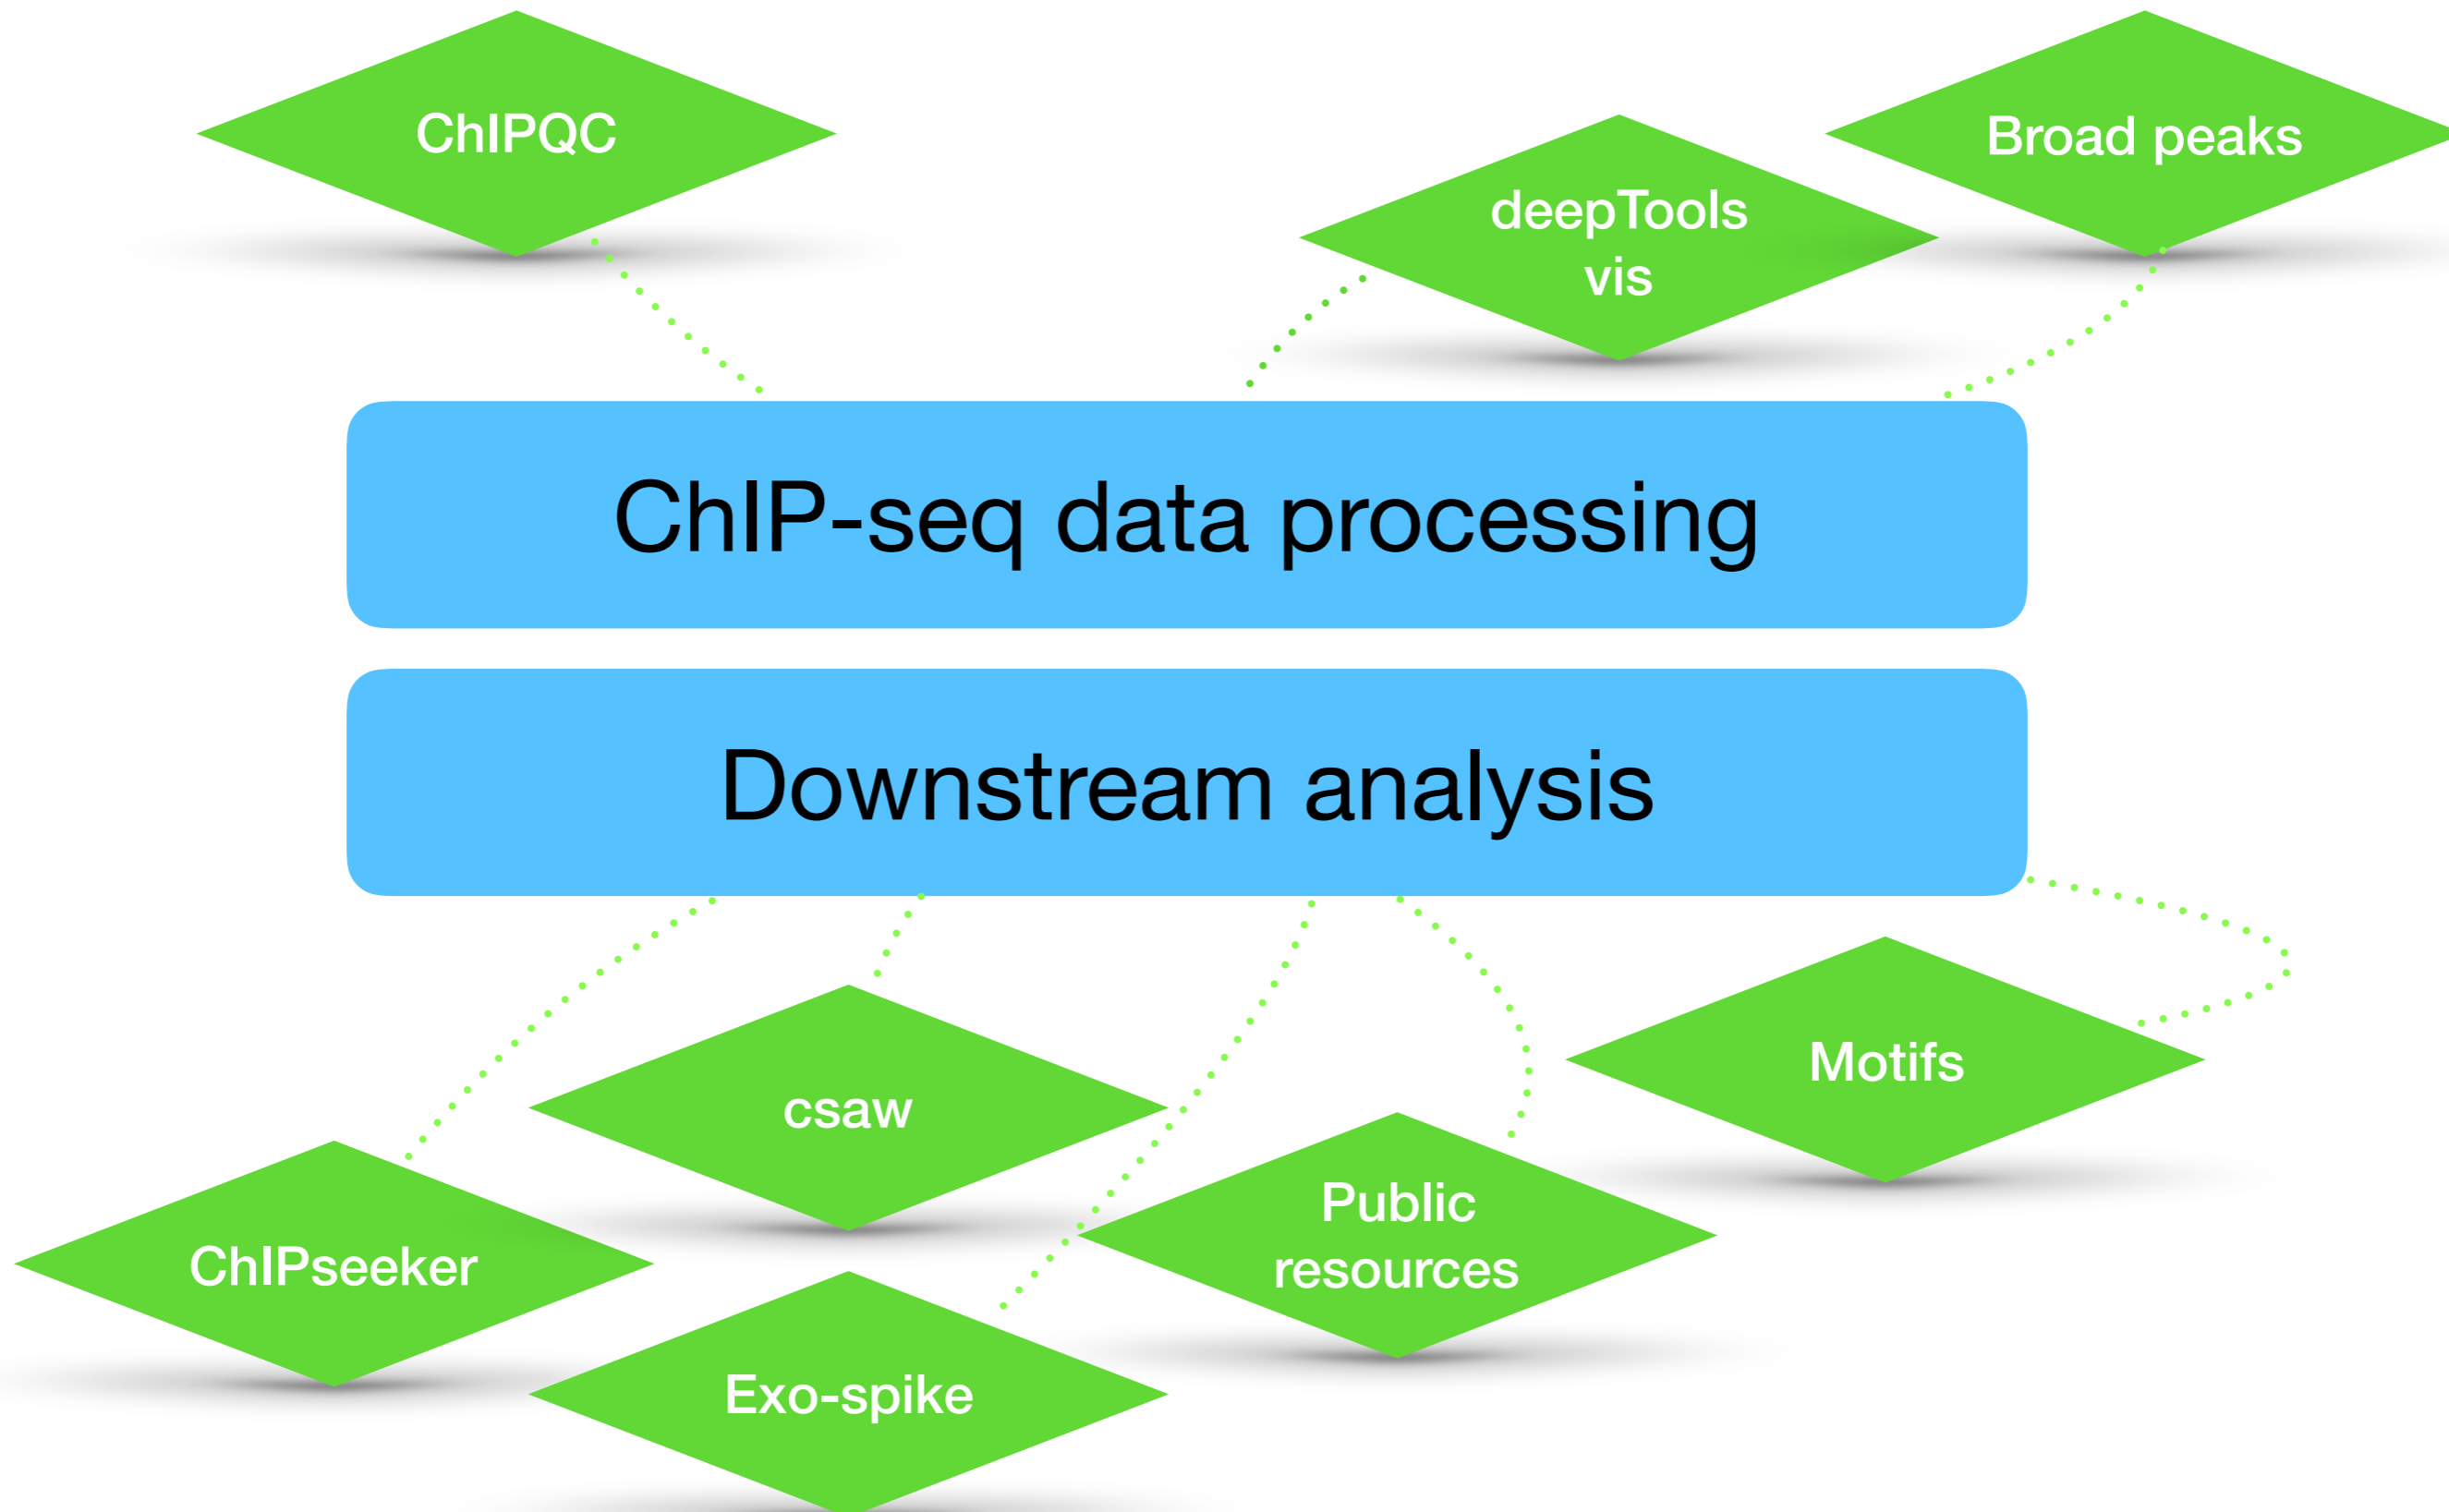 ChIPQC
Broad peaks
deepTools
vis
ChIP-seq data processing
Downstream analysis
Motifs
csaw
Public
resources
ChIPseeker
Exo-spike